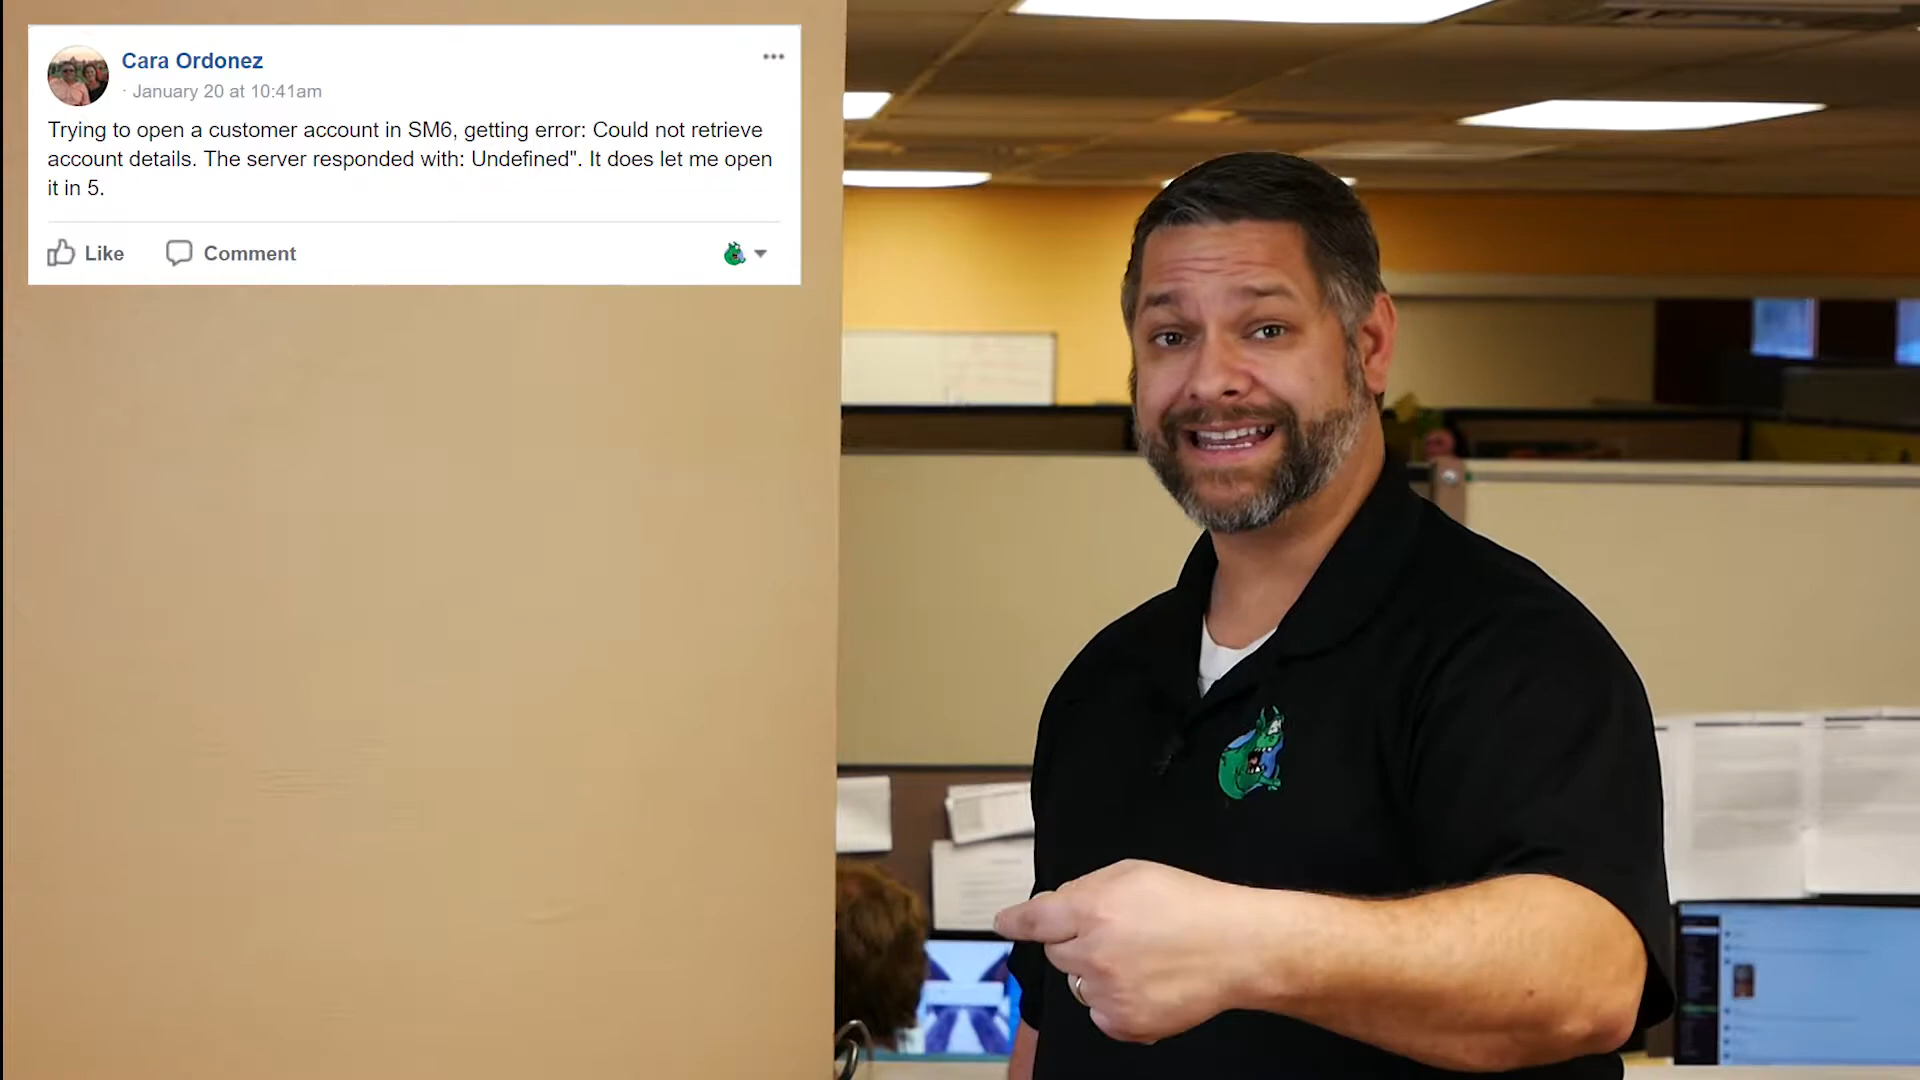 Cara Ordonez
· January 20 at 10:41am
Trying to open a customer account in SM6, getting error: Could not retrieve
account details. The server responded with: Undefined". It does let me open
it in 5.
Like Comment